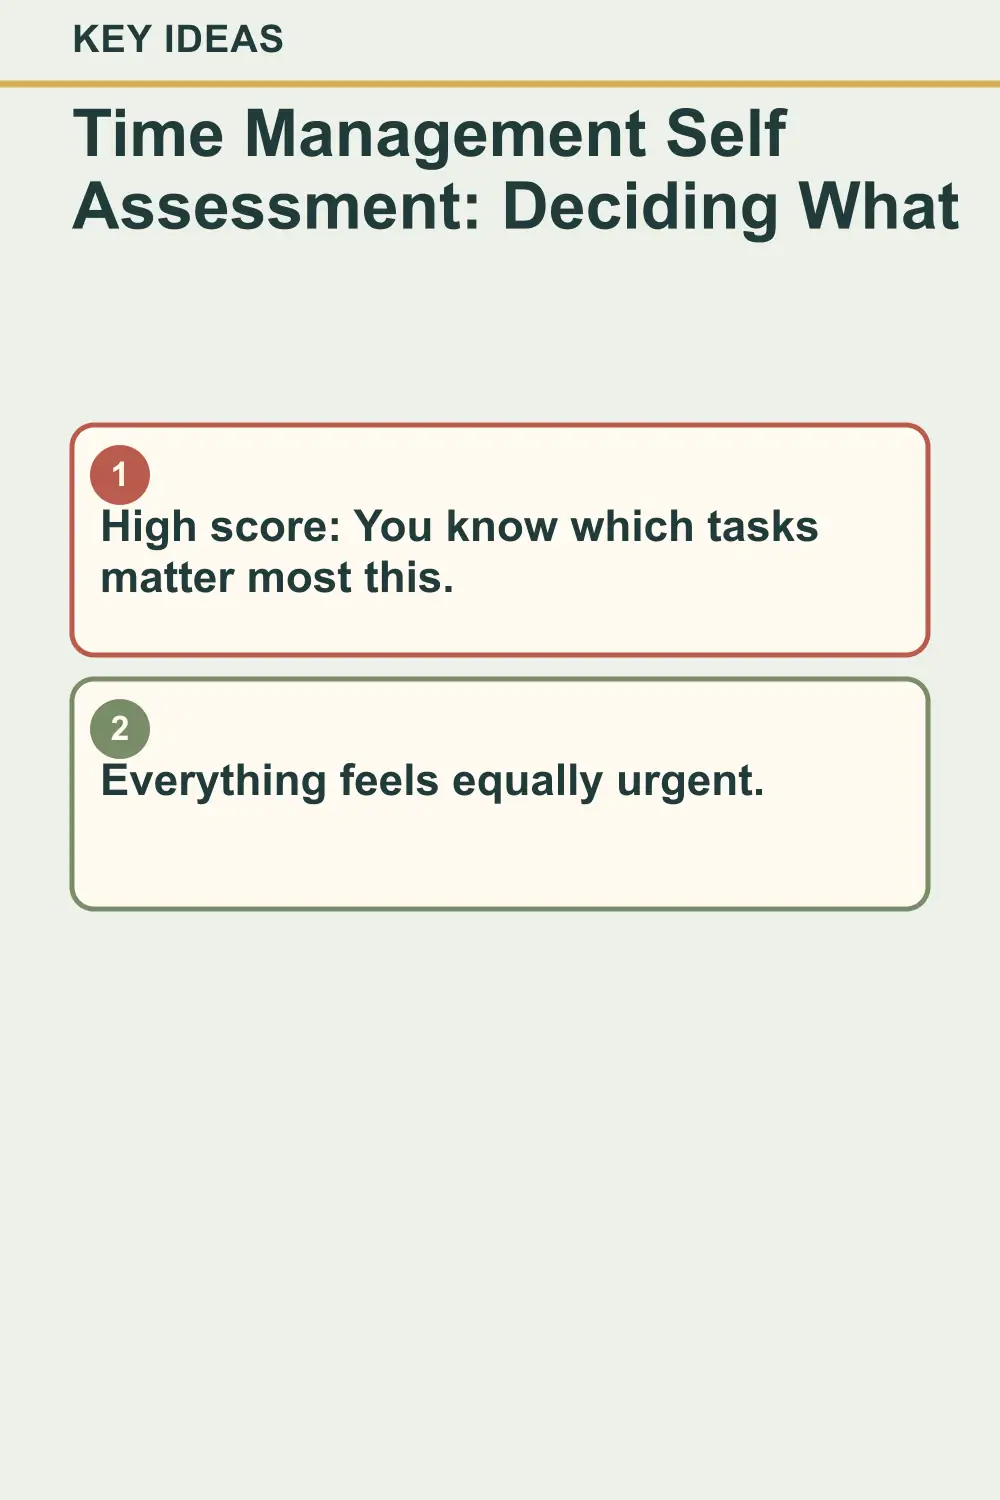 KEY IDEAS
Time Management Self
Assessment: Deciding What
1
High score: You know which tasks
matter most this.
2
Everything feels equally urgent.